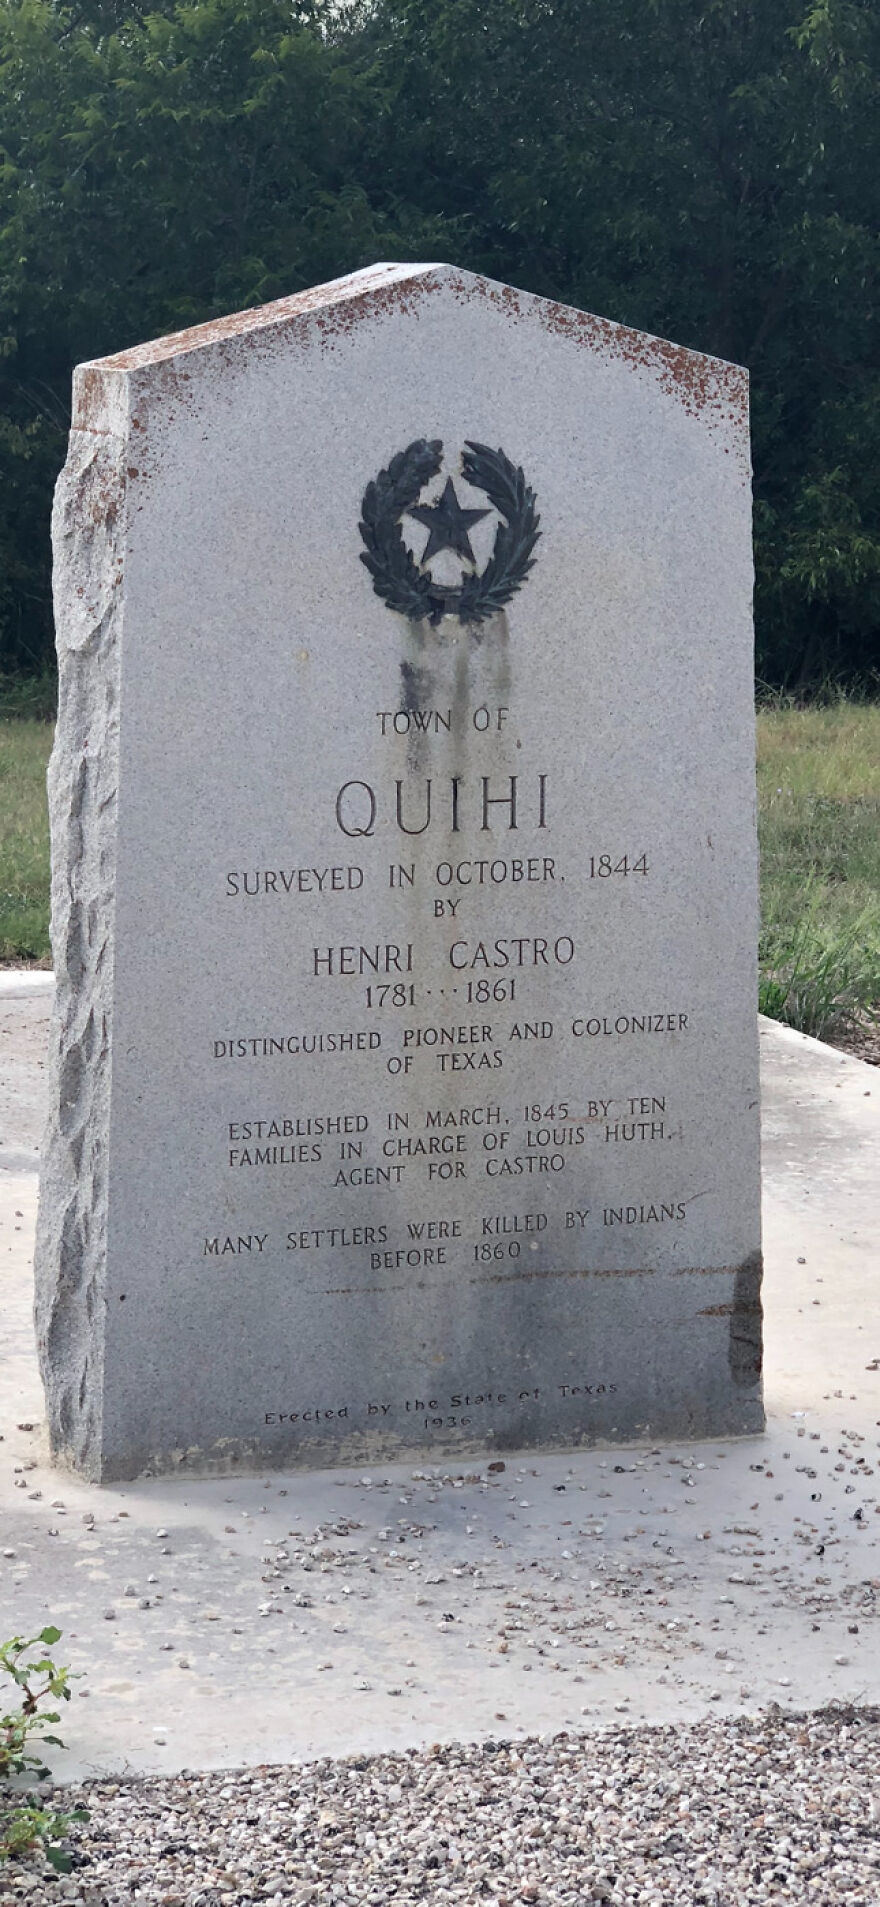 TOWN OF
QUIHI
SURVEYED IN OCTOBER, 1844
BY
HENRI CASTRO
1781 ··· 1861
DISTINGUISHED PIONEER AND COLONIZER
OF TEXAS
ESTABLISHED IN MARCH, 1845 BY TEN
FAMILIES IN CHARGE OF LOUIS HUTH,
AGENT FOR CASTRO
MANY SETTLERS WERE KILLED BY INDIANS
BEFORE 1860
Erected by the State of Texas
1936